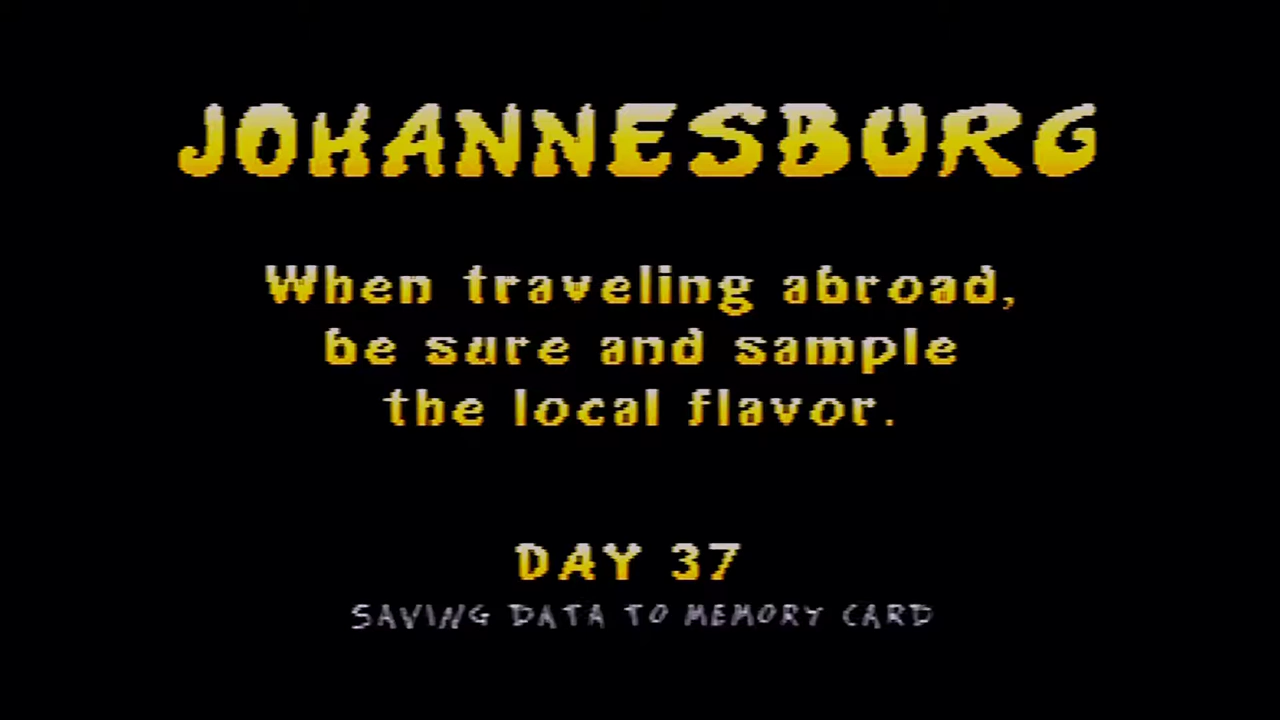 JOHANNESBURG
When traveling abroad,
be sure and sample
the local flavor.
DAY 37
SAVING DATA TO MEMORY CARD